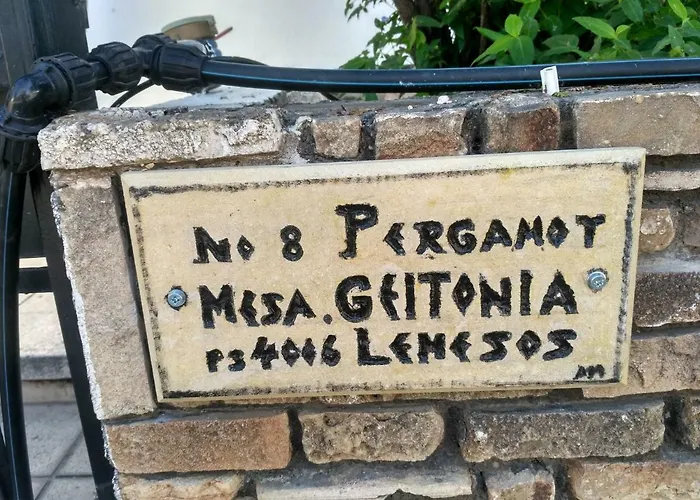 No 8 PERGAMOT
MESA. GEITONIA
P3 4006 LEMESOS